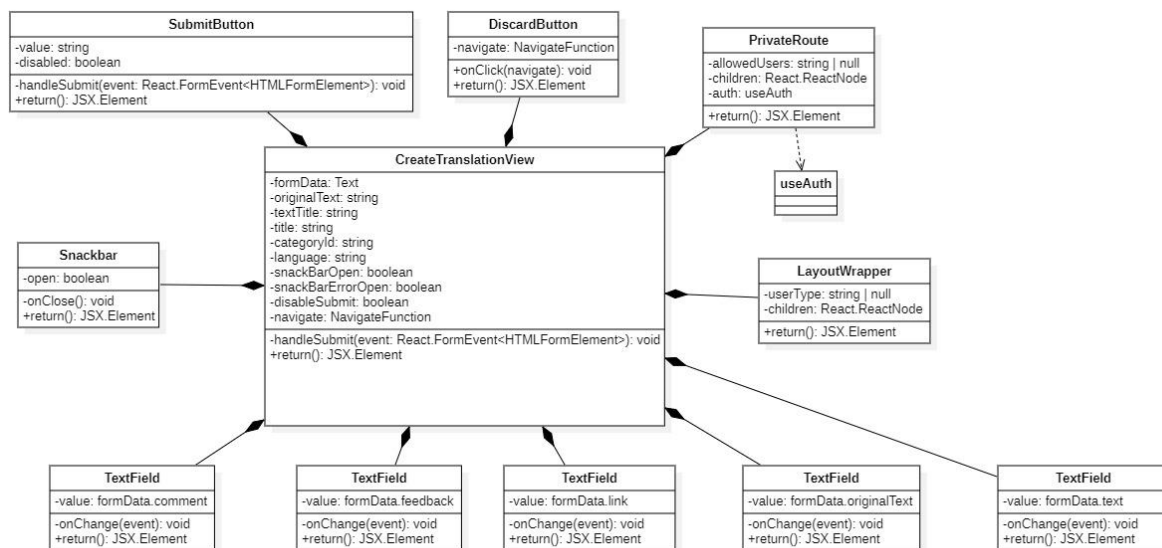 SubmitButton
-value: string
-disabled: boolean
-handleSubmit(event: React.FormEvent<HTMLFormElement>): void
+return(): JSX.Element
DiscardButton
-navigate: NavigateFunction
+onClick(navigate): void
+return(): JSX.Element
PrivateRoute
-allowedUsers: string | null
-children: React.ReactNode
-auth: useAuth
+return(): JSX.Element
useAuth
CreateTranslationView
-formData: Text
-originalText: string
-textTitle: string
-title: string
-categoryId: string
-language: string
-snackBarOpen: boolean
-snackBarErrorOpen: boolean
-disableSubmit: boolean
-navigate: NavigateFunction
-handleSubmit(event: React.FormEvent<HTMLFormElement>): void
+return(): JSX.Element
Snackbar
-open: boolean
-onClose(): void
+return(): JSX.Element
LayoutWrapper
-userType: string | null
-children: React.ReactNode
+return(): JSX.Element
TextField
-value: formData.comment
-onChange(event): void
+return(): JSX.Element
TextField
-value: formData.feedback
-onChange(event): void
+return(): JSX.Element
TextField
-value: formData.link
-onChange(event): void
+return(): JSX.Element
TextField
-value: formData.originalText
-onChange(event): void
+return(): JSX.Element
TextField
-value: formData.text
-onChange(event): void
+return(): JSX.Element